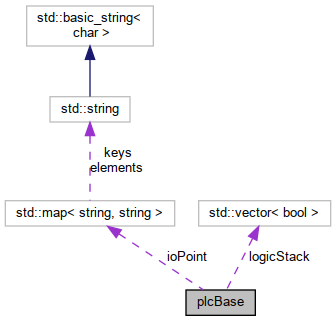 std::basic_string<
char >
std::string
keys
elements
std::map< string, string >
std::vector< bool >
ioPoint
logicStack
plcBase